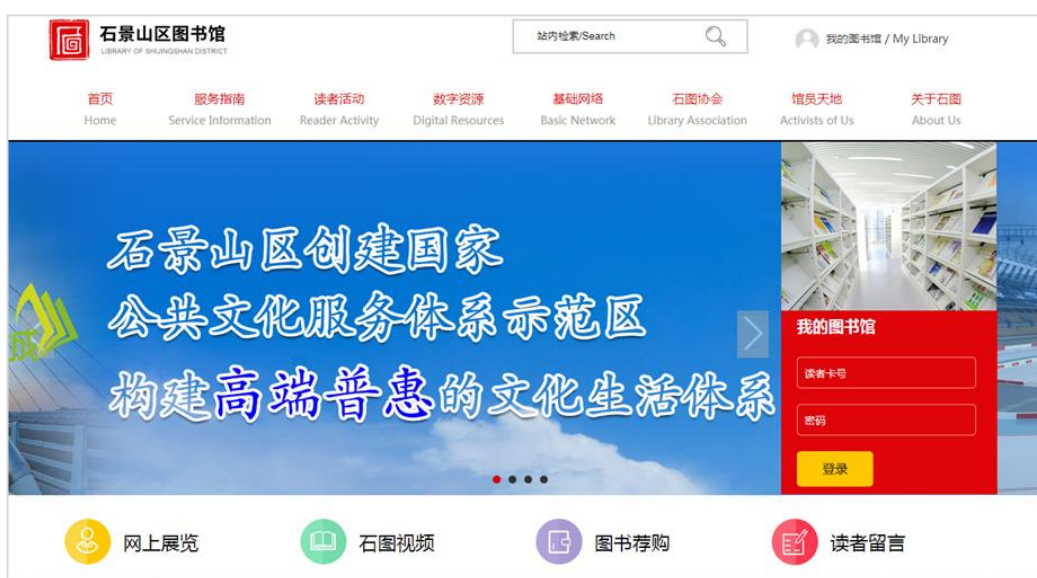 石景山区图书馆
LIBRARY OF SHIJINGSHAN DISTRICT
站内检索/Search
我的图书馆 / My Library
首页 服务指南 读者活动 数字资源 基础网络 石图协会 馆员天地 关于石图
Home Service Information Reader Activity Digital Resources Basic Network Library Association Activists of Us About Us
石景山区创建国家
公共文化服务体系示范区
构建高端普惠的文化生活体系
成
我的图书馆
读者卡号
密码
登录
网上展览 石图视频 图书荐购 读者留言